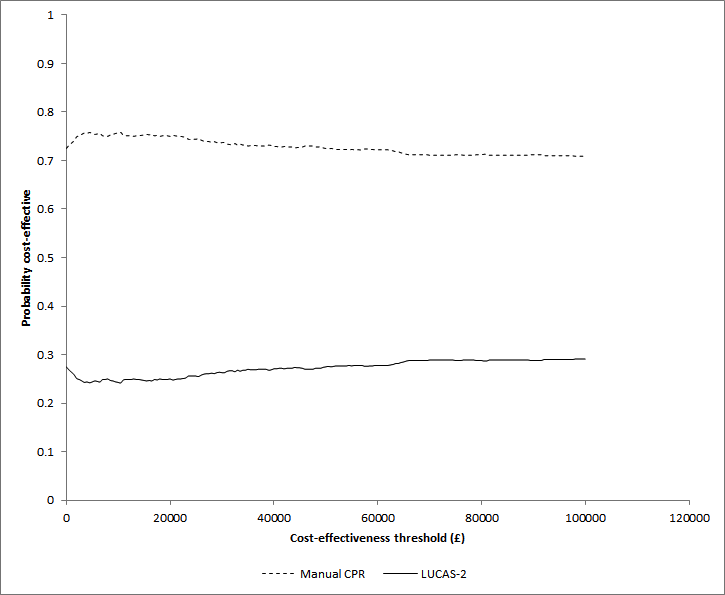 1
0.9
0.8
0.7
0.6
0.5
0.4
0.3
0.2
0.1
0
Probability cost-effective
0 20000 40000 60000 80000 100000 120000
Cost-effectiveness threshold (£)
Manual CPR LUCAS-2